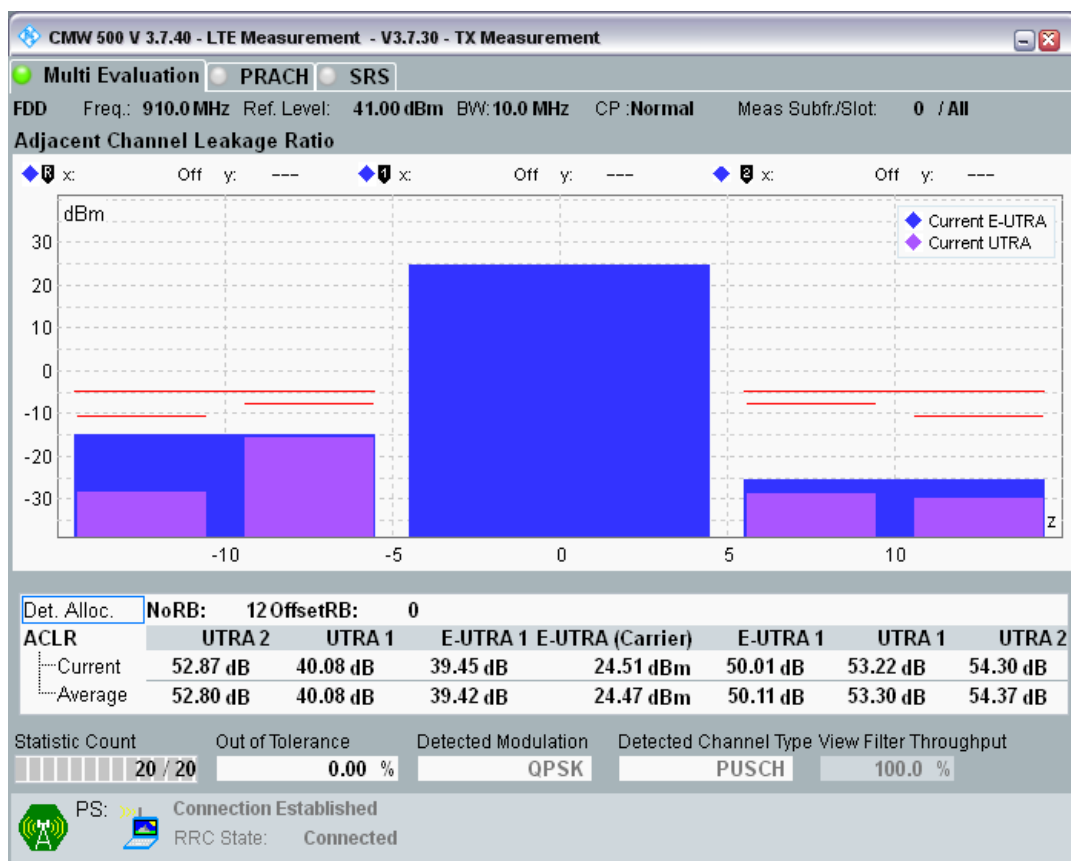 CMW 500 V 3.7.40 - LTE Measurement - V3.7.30 - TX Measurement
Multi Evaluation PRACH SRS
FDD Freq.: 910.0 MHz Ref. Level: 41.00 dBm BW: 10.0 MHz CP :Normal Meas Subfr./Slot: 0 / All
Adjacent Channel Leakage Ratio
R x: Off y: --- 1 x: Off y: --- 2 x: Off y: ---
dBm
Current E-UTRA
Current UTRA
30
20
10
0
-10
-20
-30
z
-10 -5 0 5 10
Det. Alloc. NoRB: 12 OffsetRB: 0
ACLR UTRA 2 UTRA 1 E-UTRA 1 E-UTRA (Carrier) E-UTRA 1 UTRA 1 UTRA 2
Current 52.87 dB 40.08 dB 39.45 dB 24.51 dBm 50.01 dB 53.22 dB 54.30 dB
Average 52.80 dB 40.08 dB 39.42 dB 24.47 dBm 50.11 dB 53.30 dB 54.37 dB
Statistic Count Out of Tolerance Detected Modulation Detected Channel Type View Filter Throughput
20 / 20 0.00 % QPSK PUSCH 100.0 %
PS: Connection Established
RRC State: Connected